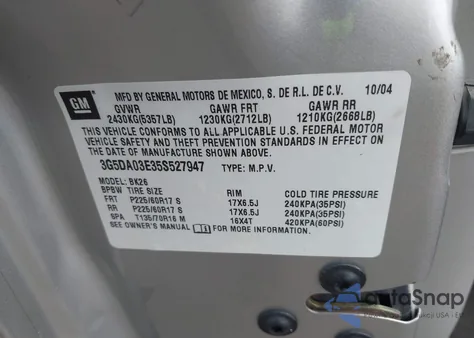 GM
MFD BY GENERAL MOTORS DE MEXICO, S. DE R.L. DE C.V. 10/04
GVWR GAWR FRT GAWR RR
2430KG(5357LB) 1230KG(2712LB) 1210KG(2668LB)
THIS VEHICLE CONFORMS TO ALL APPLICABLE U.S. FEDERAL MOTOR
VEHICLE SAFETY, BUMPER, AND THEFT PREVENTION STANDARDS IN
EFFECT ON THE DATE OF MANUFACTURE SHOWN ABOVE.
3G5DA03E35S527947 TYPE: M.P.V.
MODEL: BK26
BPBW TIRE SIZE RIM COLD TIRE PRESSURE
FRT P225/60R17 S 17X6.5J 240KPA(35PSI)
RR P225/60R17 S 17X6.5J 240KPA(35PSI)
SPA T135/70R16 M 16X4T 420KPA(60PSI)
SEE OWNER'S MANUAL FOR ADDITIONAL INFORMATION.
AutoSnap